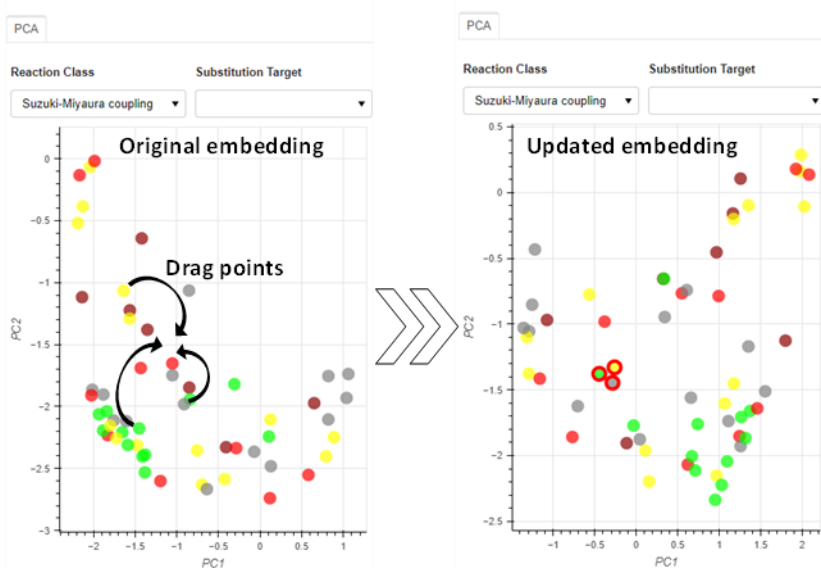 PCA
Reaction Class Substitution Target
Suzuki-Miyaura coupling
Original embedding
Drag points
0
−0.5
−1
−1.5
−2
−2.5
−3
PC2
−2 −1.5 −1 −0.5 0 0.5 1
PC1
PCA
Reaction Class Substitution Target
Suzuki-Miyaura coupling
Updated embedding
0.5
0
−0.5
−1
−1.5
−2
−2.5
PC2
−1 −0.5 0 0.5 1 1.5 2
PC1